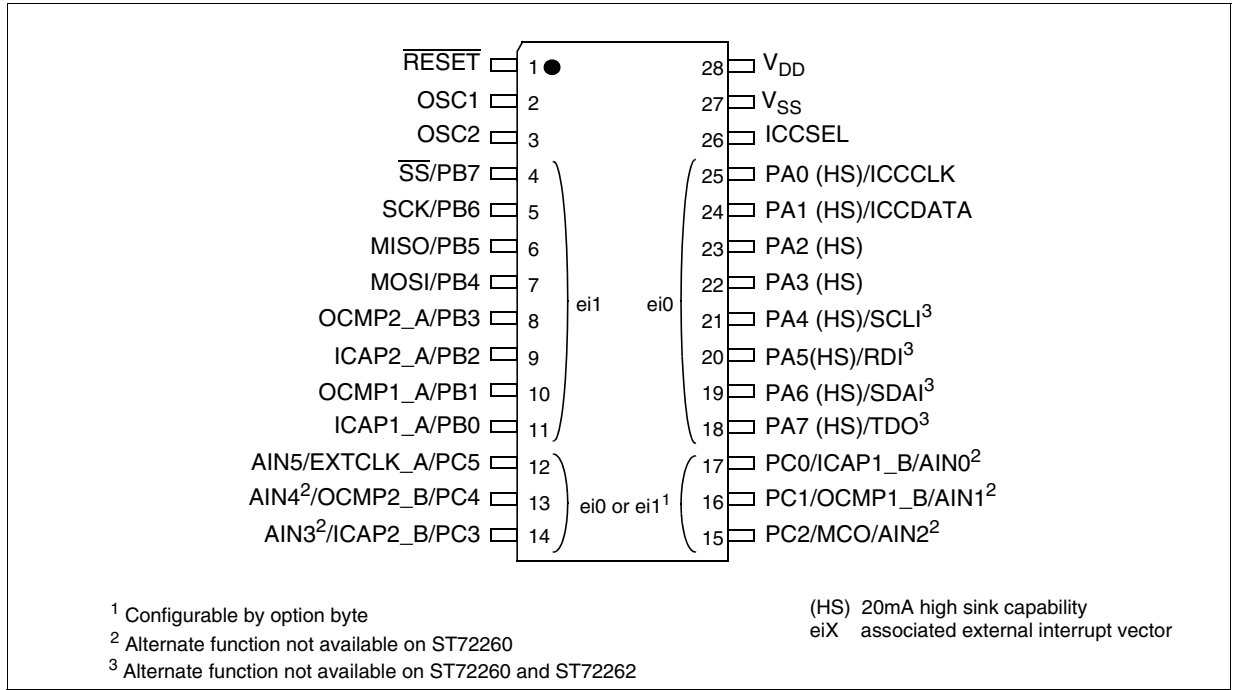 RESET 1 28 VDD
OSC1 2 27 VSS
OSC2 3 26 ICCSEL
SS/PB7 4 25 PA0 (HS)/ICCCLK
SCK/PB6 5 24 PA1 (HS)/ICCDATA
MISO/PB5 6 23 PA2 (HS)
MOSI/PB4 7 22 PA3 (HS)
ei1 ei0
OCMP2_A/PB3 8 21 PA4 (HS)/SCLI3
ICAP2_A/PB2 9 20 PA5(HS)/RDI3
OCMP1_A/PB1 10 19 PA6 (HS)/SDAI3
ICAP1_A/PB0 11 18 PA7 (HS)/TDO3
AIN5/EXTCLK_A/PC5 12 17 PC0/ICAP1_B/AIN02
AIN42/OCMP2_B/PC4 13 ei0 or ei11 16 PC1/OCMP1_B/AIN12
AIN32/ICAP2_B/PC3 14 15 PC2/MCO/AIN22
1 Configurable by option byte
2 Alternate function not available on ST72260
3 Alternate function not available on ST72260 and ST72262
(HS) 20mA high sink capability
eiX associated external interrupt vector